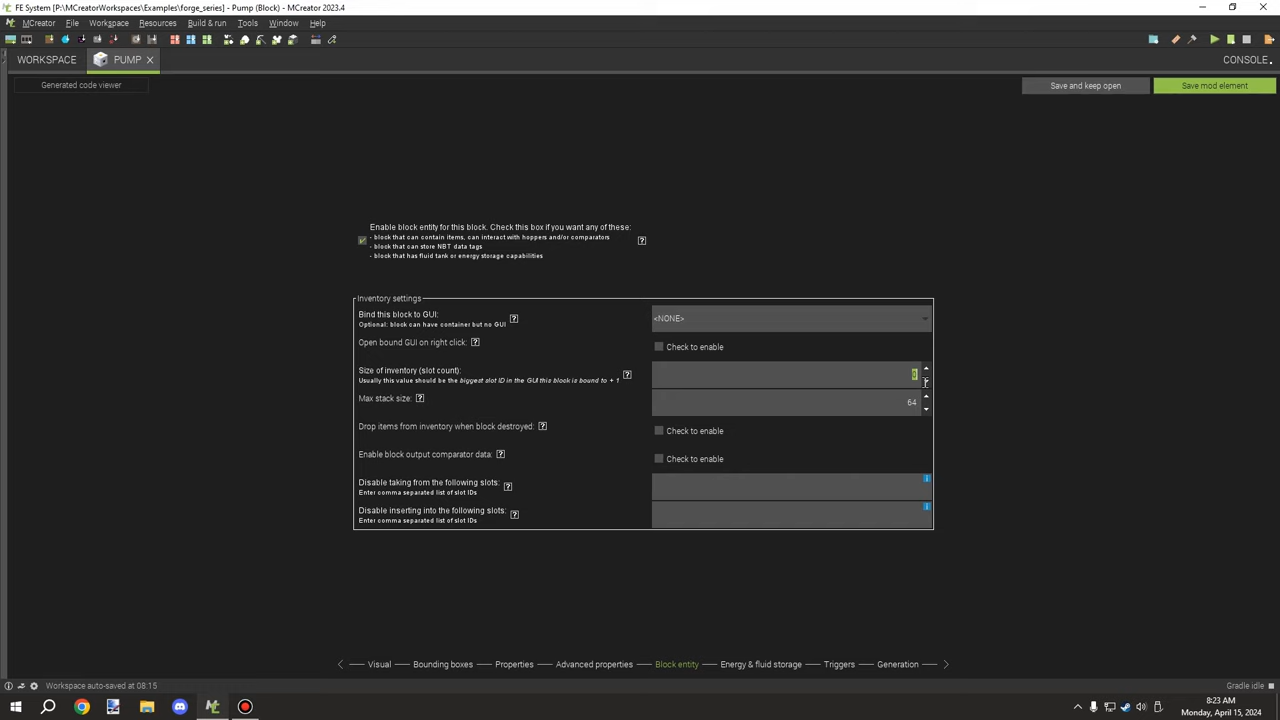 FE System [P:\MCreatorWorkspaces\Examples\forge_series] - Pump (Block) - MCreator 2023.4
MCreator File Workspace Resources Build & run Tools Window Help
WORKSPACE PUMP CONSOLE
Generated code viewer Save and keep open Save mod element
Enable block entity for this block. Check this box if you want any of these:
- block that can contain items, can interact with hoppers and/or comparators
- block that can store NBT data tags
- block that has fluid tank or energy storage capabilities
?
Inventory settings
Bind this block to GUI: ? <NONE>
Optional: block can have container but no GUI
Open bound GUI on right click: ? Check to enable
Size of inventory (slot count): ? 0
Usually this value should be the biggest slot ID in the GUI this block is bound to + 1
Max stack size: ? 64
Drop items from inventory when block destroyed: ? Check to enable
Enable block output comparator data: ? Check to enable
Disable taking from the following slots: ?
Enter comma separated list of slot IDs
Disable inserting into the following slots: ?
Enter comma separated list of slot IDs
Visual Bounding boxes Properties Advanced properties Block entity Energy & fluid storage Triggers Generation
Workspace auto-saved at 08:15 Gradle idle
8:23 AM
Monday, April 15, 2024